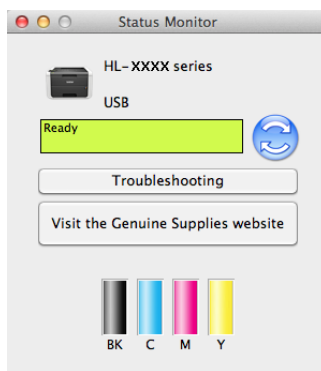 Status Monitor
HL-XXXX series
USB
Ready
Troubleshooting
Visit the Genuine Supplies website
BK C M Y